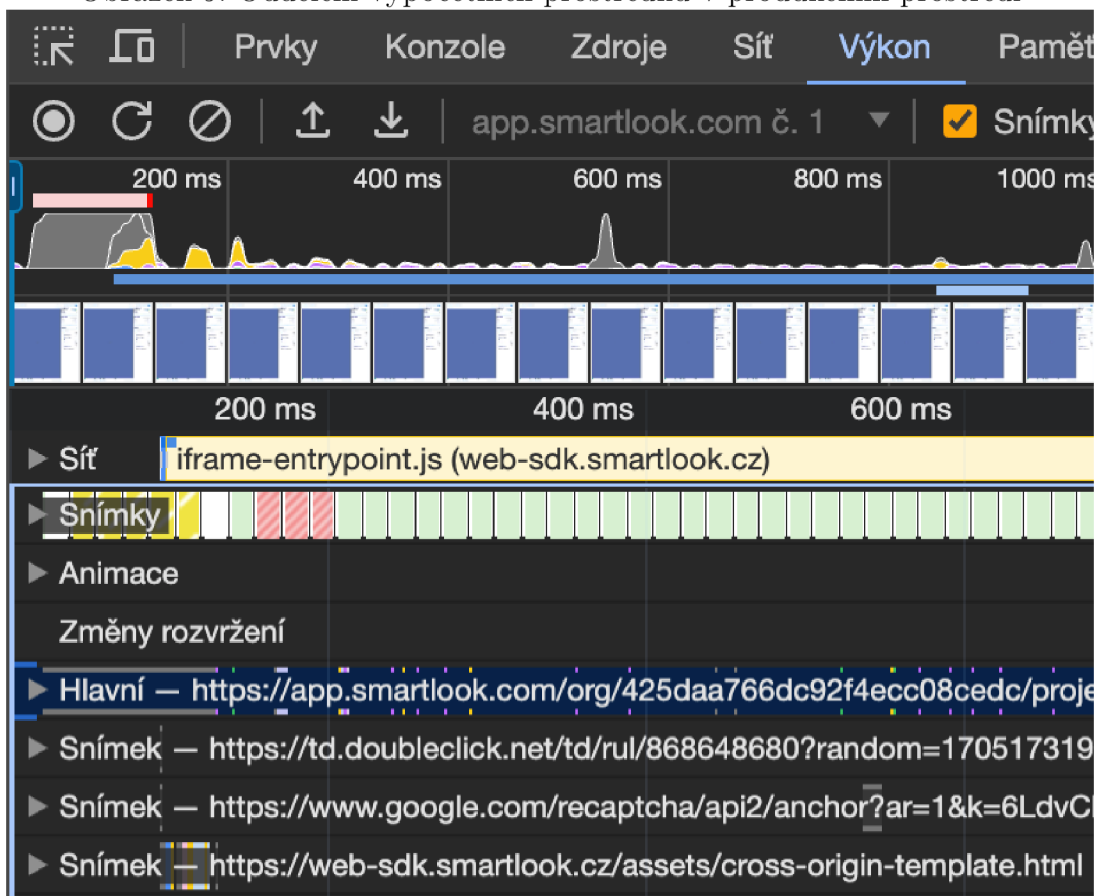 Prvky Konzole Zdroje Síť Výkon Paměť
app.smartlook.com č. 1 Snímky
200 ms 400 ms 600 ms 800 ms 1000 ms
200 ms 400 ms 600 ms
Síť iframe-entrypoint.js (web-sdk.smartlook.cz)
Snímky
Animace
Změny rozvržení
Hlavní — https://app.smartlook.com/org/425daa766dc92f4ecc08cedc/proje
Snímek — https://td.doubleclick.net/td/rul/868648680?random=170517319
Snímek — https://www.google.com/recaptcha/api2/anchor?ar=1&k=6LdvC
Snímek — https://web-sdk.smartlook.cz/assets/cross-origin-template.html